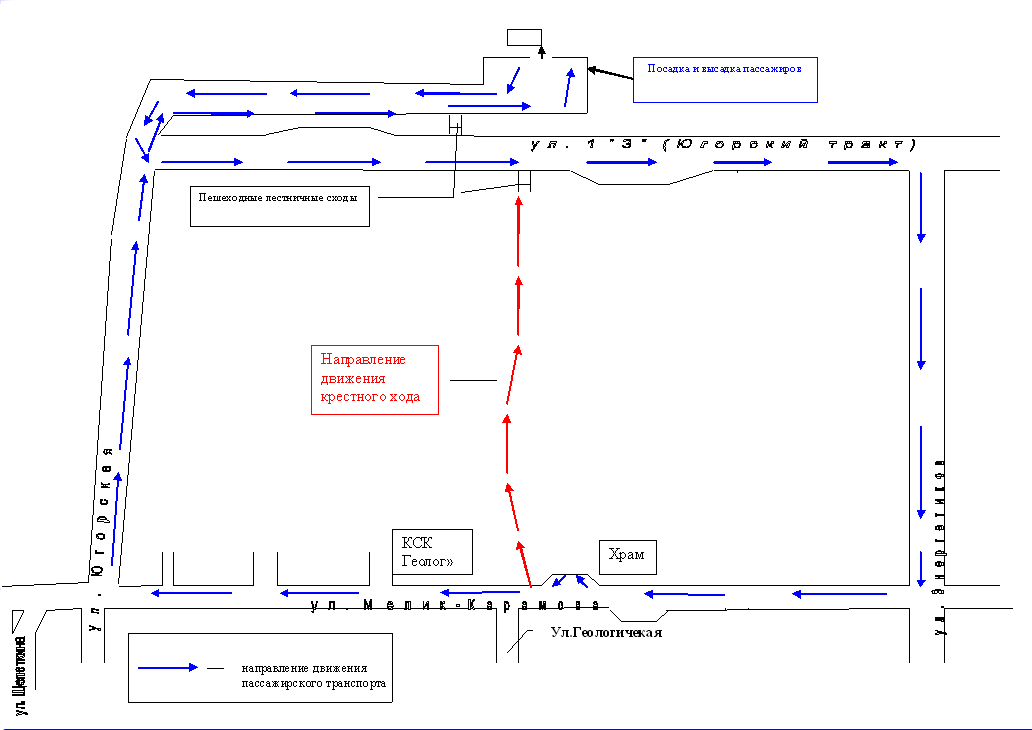 Посадка и высадка пассажиров
ул. 1 "З" (Югорский тракт)
Пешеходные лестничные сходы
Направление
движения
крестного хода
ул. Югорская
ул. Энергетиков
КСК
Геолог»
Храм
ул. Мелик-Карамова
Ул.Геологичекая
ул. Щепеткина
направление движения
пассажирского транспорта